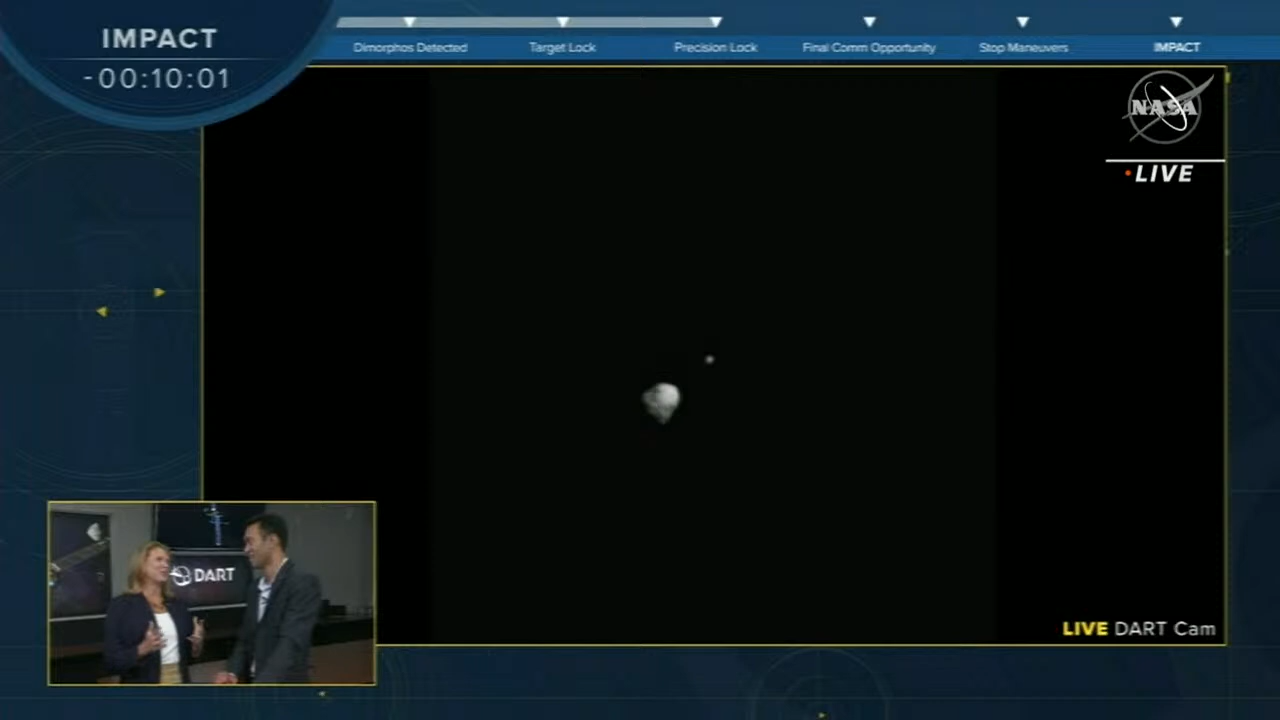 IMPACT
-00:10:01
Dimorphos Detected
Target Lock
Precision Lock
Final Comm Opportunity
Stop Maneuvers
IMPACT
NASA
LIVE
DART
LIVE DART Cam